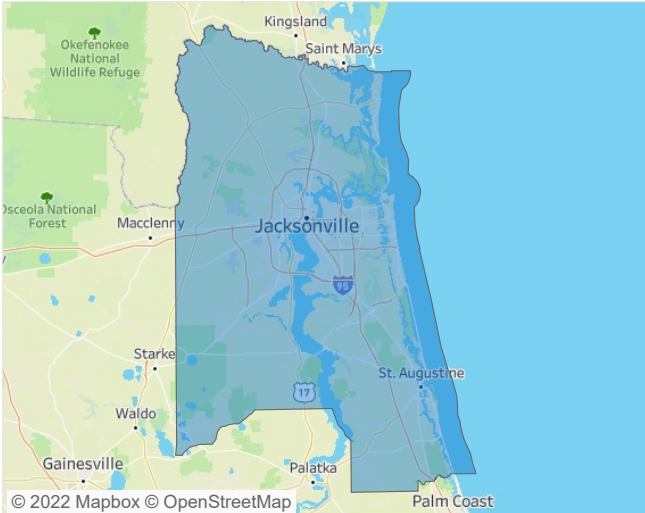 Kingsland
Saint Marys
Okefenokee
National
Wildlife Refuge
Osceola National
Forest
Macclenny
Jacksonville
95
Starke
St. Augustine
17
Waldo
Gainesville
Palatka
Palm Coast
© 2022 Mapbox © OpenStreetMap